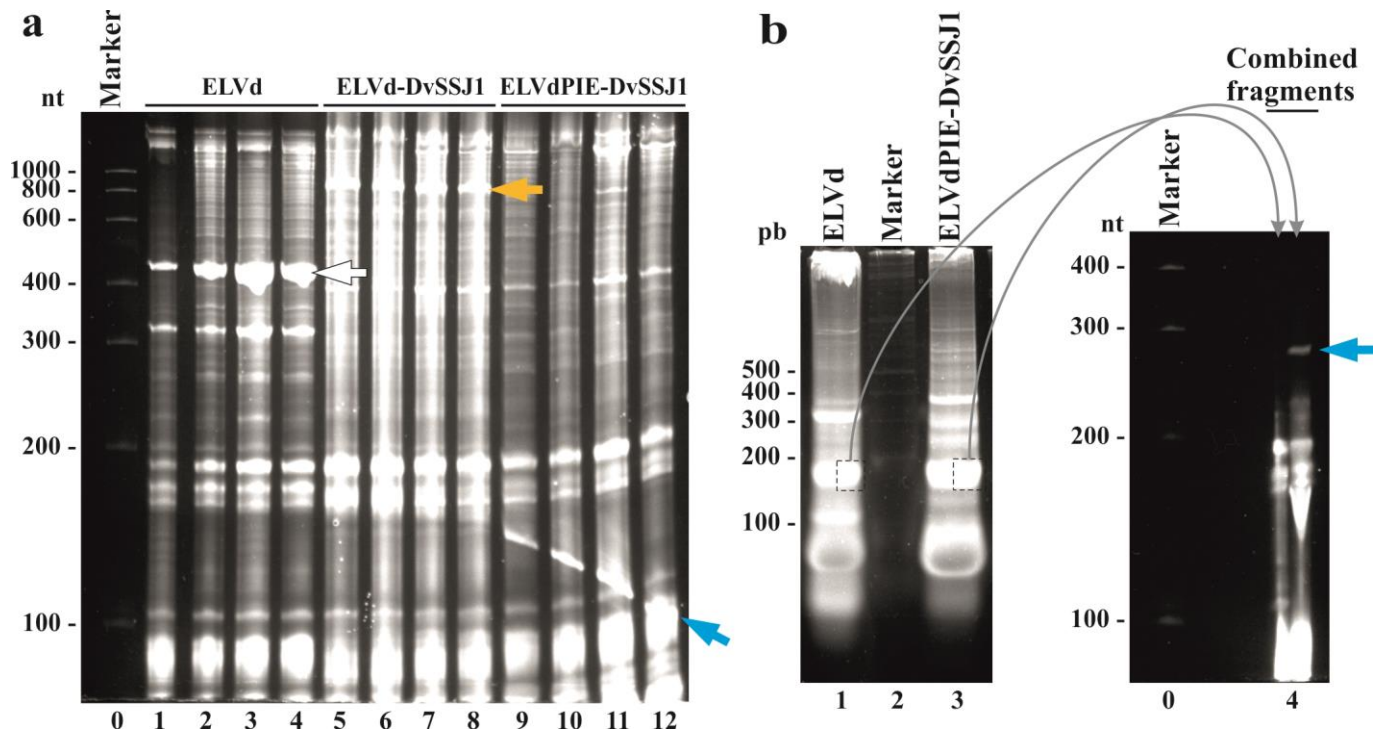 a
Marker
nt
ELVd
ELVd-DvSSJ1
ELVdPIE-DvSSJ1
1000 -
800 -
600 -
400 -
300 -
200 -
100 -
0 1 2 3 4 5 6 7 8 9 10 11 12
b
ELVd
Marker
ELVdPIE-DvSSJ1
pb
500 -
400 -
300 -
200 -
100 -
1 2 3
Combined
fragments
Marker
nt
400 -
300 -
200 -
100 -
0 4